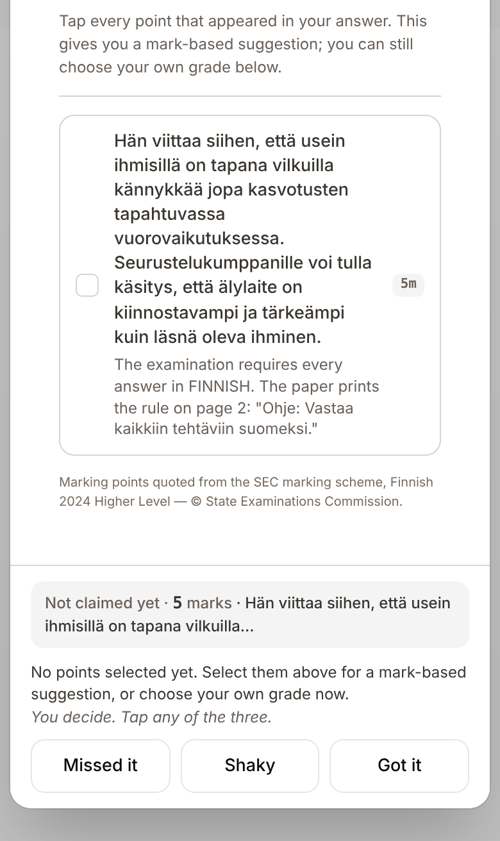 Tap every point that appeared in your answer. This
gives you a mark-based suggestion; you can still
choose your own grade below.
Hän viittaa siihen, että usein
ihmisillä on tapana vilkuilla
kännykkää jopa kasvotusten
tapahtuvassa
vuorovaikutuksessa.
Seurustelukumppanille voi tulla
käsitys, että älylaite on
kiinnostavampi ja tärkeämpi
kuin läsnä oleva ihminen.
5m
The examination requires every
answer in FINNISH. The paper prints
the rule on page 2: "Ohje: Vastaa
kaikkiin tehtäviin suomeksi."
Marking points quoted from the SEC marking scheme, Finnish
2024 Higher Level — © State Examinations Commission.
Not claimed yet · 5 marks · Hän viittaa siihen, että usein
ihmisillä on tapana vilkuilla…
No points selected yet. Select them above for a mark-based
suggestion, or choose your own grade now.
You decide. Tap any of the three.
Missed it
Shaky
Got it